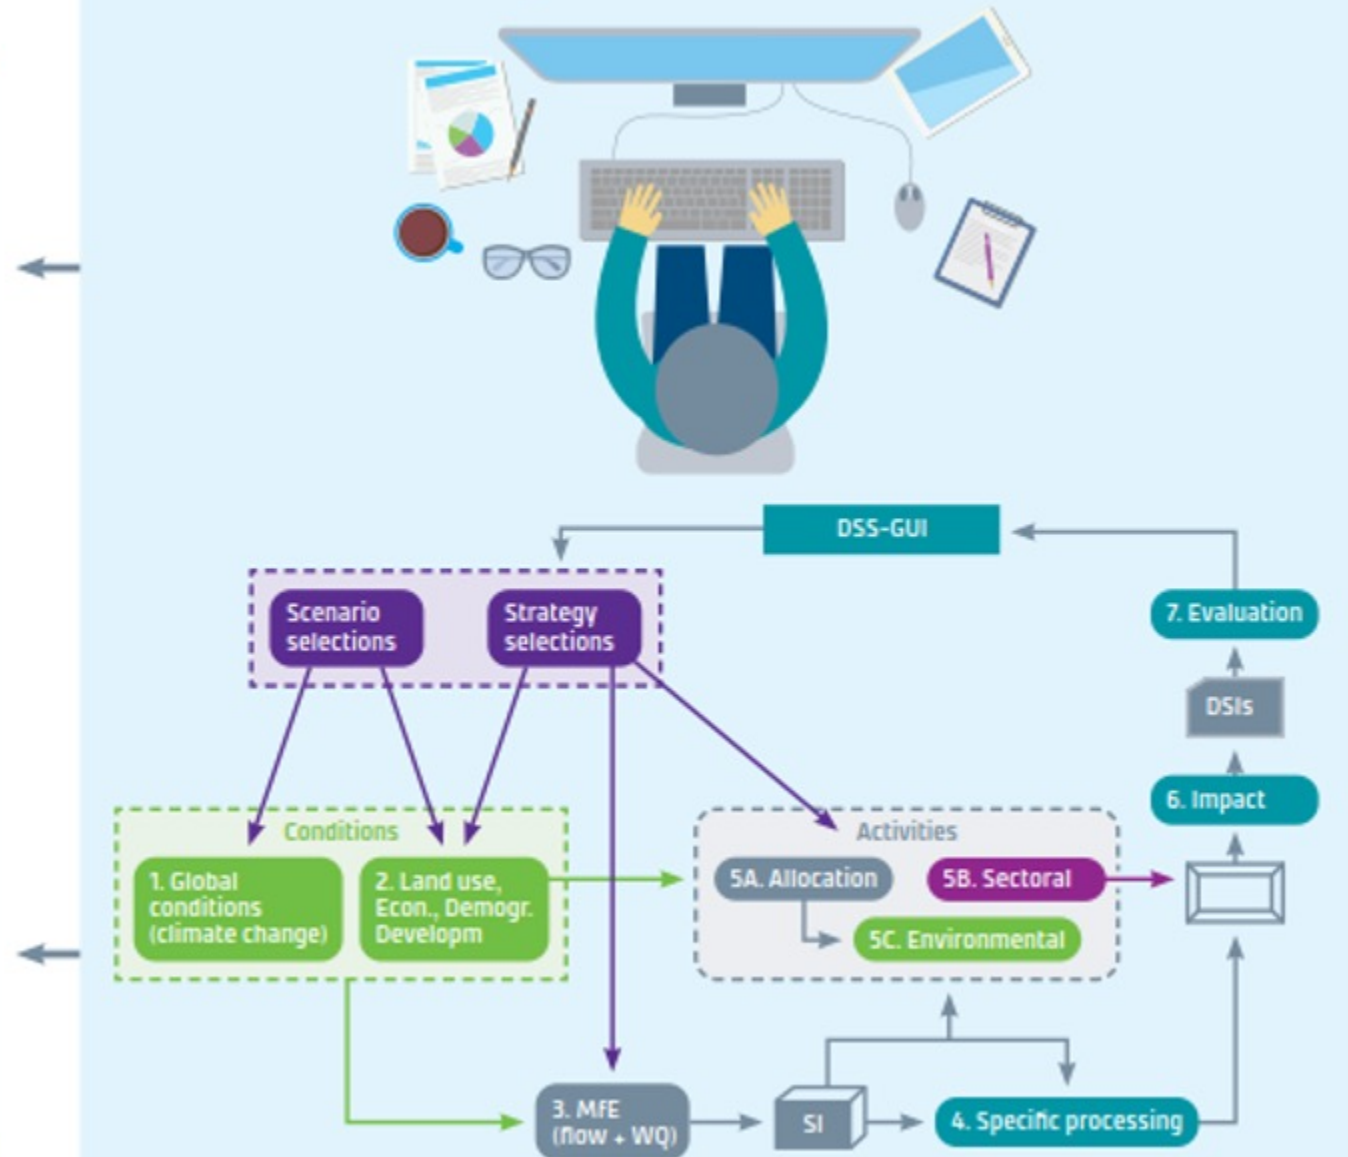 DSS-GUI
Scenario
selections
Strategy
selections
7. Evaluation
DSIs
6. Impact
Conditions
1. Global
conditions
(climate change)
2. Land use,
Econ., Demogr.
Developm
Activities
5A. Allocation
5B. Sectoral
5C. Environmental
3. MfE
(flow + WQ)
SI
4. Specific processing